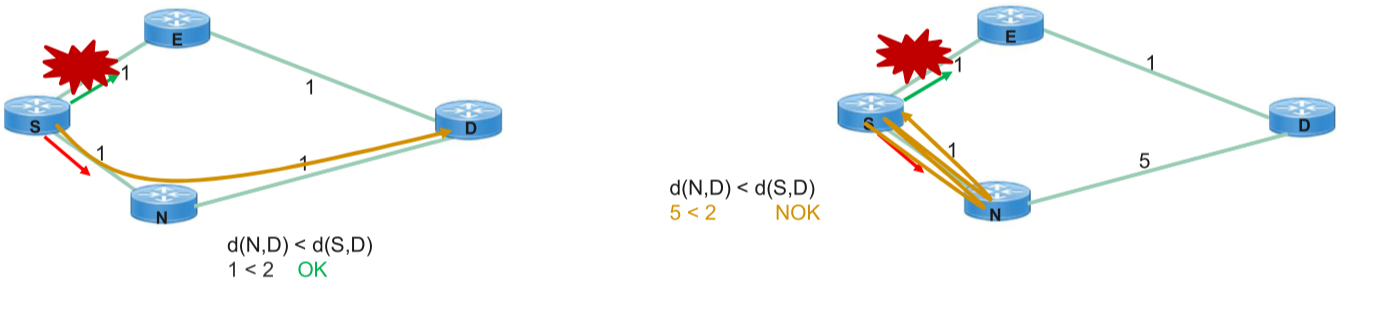 E
1
1
S
D
1
1
N
d(N,D) < d(S,D)
1 < 2 OK
E
1
1
S
D
1
5
N
d(N,D) < d(S,D)
5 < 2 NOK